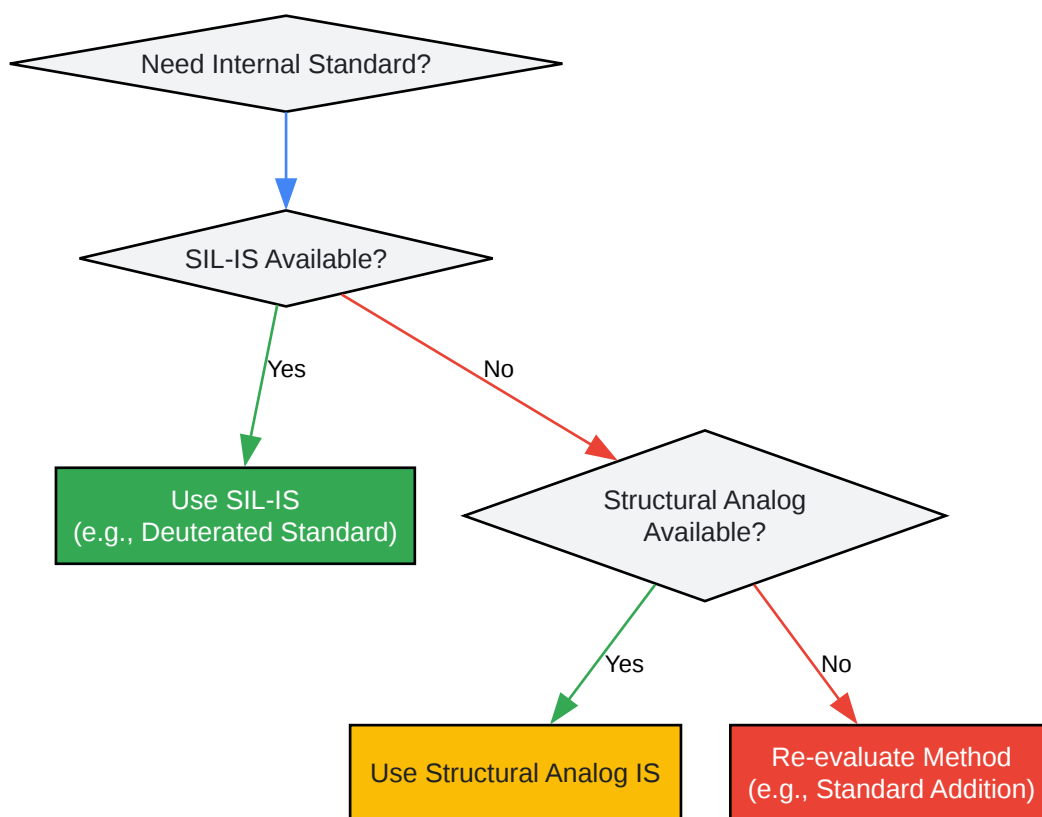 Need Internal Standard?
SIL-IS Available?
Yes
No
Use SIL-IS
(e.g., Deuterated Standard)
Structural Analog
Available?
Yes
No
Use Structural Analog IS
Re-evaluate Method
(e.g., Standard Addition)